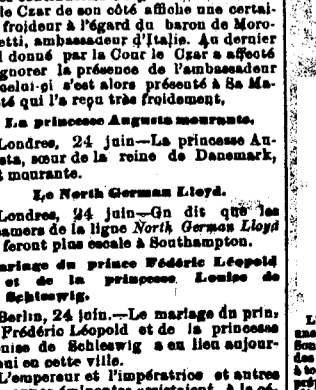 le Czar de son côté affiche une certai-
froideur à l'égard du baron de Moro-
etti, ambassadeur d'Italie. Au dernier
l donné par la Cour le Czar a affecté
ignorer la présence de l'ambassadeur
celui-ci s'est alors présenté à Sa Ma-
té qui l'a reçu très froidement,
La princesse Augusta mourante.
Londres, 24 juin—La princesse Au-
sta, sœur de la reine de Danemark,
t mourante.
Le North German Lloyd.
Londres, 24 juin—On dit que les
amers de la ligne North German Lloyd
feront plus escale à Southampton.
ariage du prince Fédéric Léopold
et de la princesse Louise de
Schleswig.
Berlin, 24 juin.—Le mariage du prin,
Frédéric Léopold et de la princesse
uise de Schleswig a eu lieu aujour-
ui en cette ville.
L'empereur et l'impératrice et autres